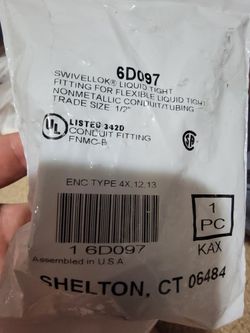 6D097
SWIVELLOK® LIQUID TIGHT
FITTING FOR FLEXIBLE LIQUID TIGHT
NONMETALLIC CONDUIT/TUBING
TRADE SIZE 1/2"
UL
LISTED 342D
CONDUIT FITTING
FNMC-B
ENC TYPE 4X,12,13
1
PC
KAX
1 6D097
Assembled in U.S.A
SHELTON, CT 06484